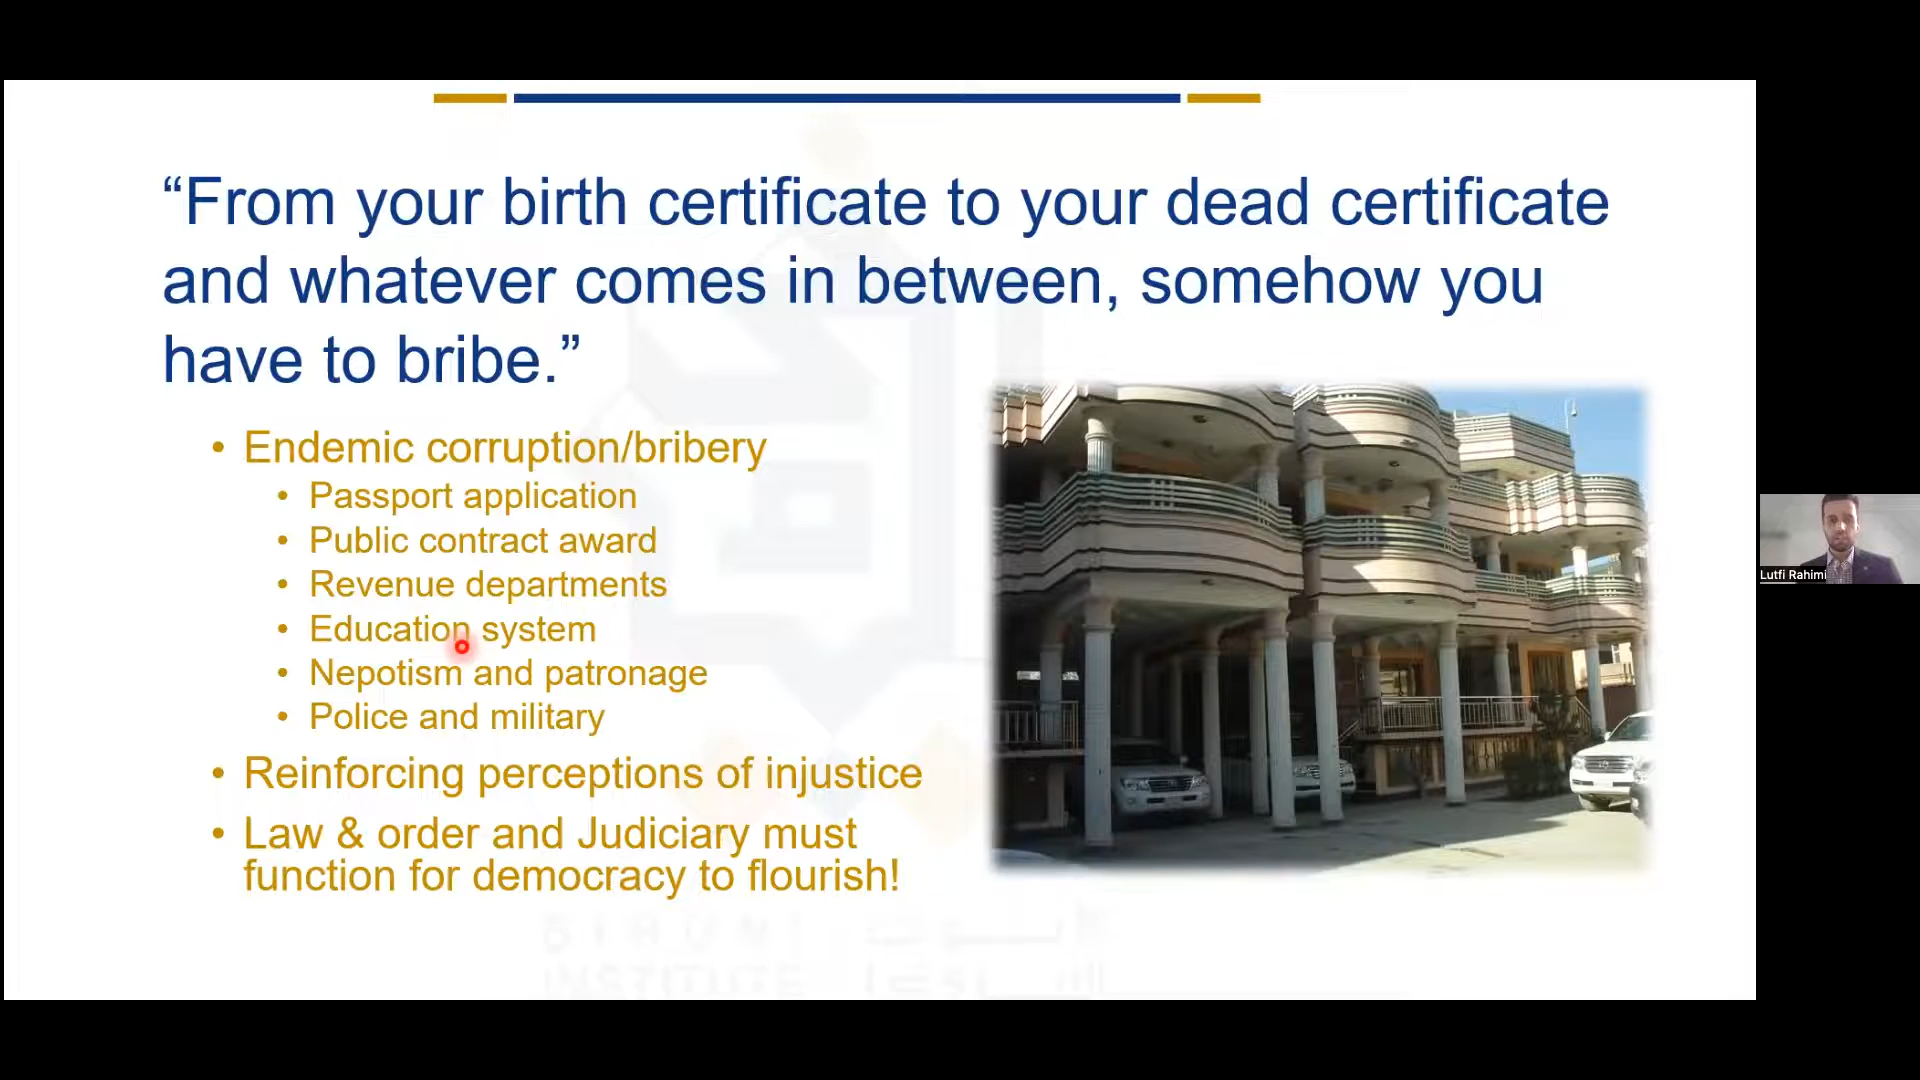 “From your birth certificate to your dead certificate
and whatever comes in between, somehow you
have to bribe.”
• Endemic corruption/bribery
• Passport application
• Public contract award
• Revenue departments
• Education system
• Nepotism and patronage
• Police and military
• Reinforcing perceptions of injustice
• Law & order and Judiciary must
function for democracy to flourish!
Lutfi Rahimi
INSTITUTE